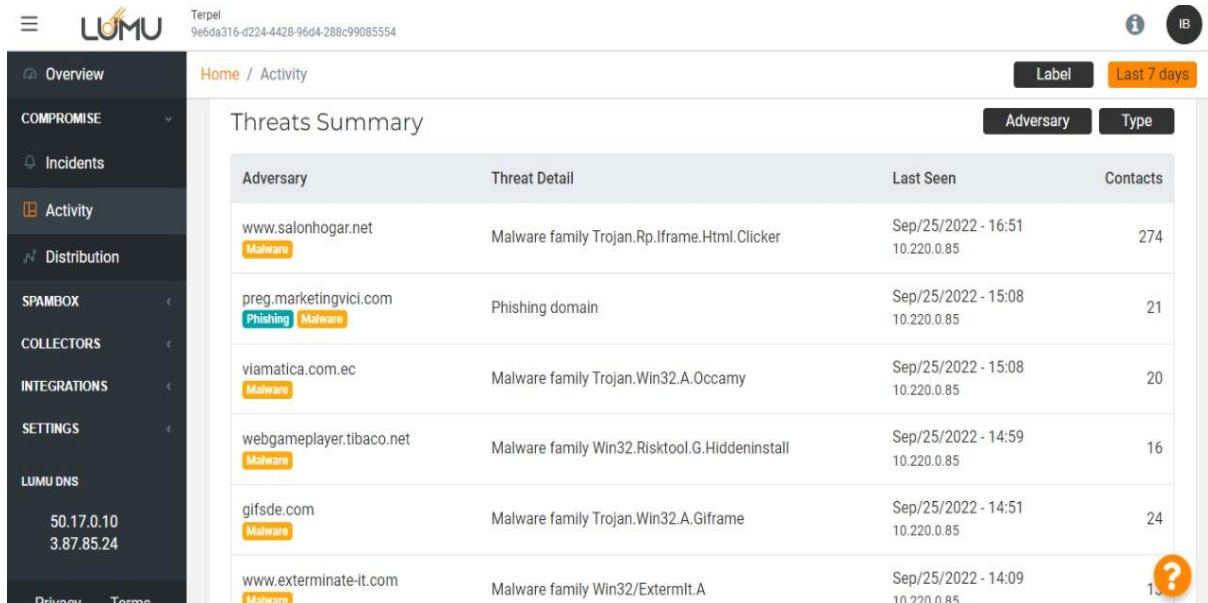 LUMU
Terpel
9e6da316-d224-4428-96d4-288c99085554
IB
Overview
COMPROMISE
Incidents
Activity
Distribution
SPAMBOX
COLLECTORS
INTEGRATIONS
SETTINGS
LUMU DNS
50.17.0.10
3.87.85.24
Privacy Terms
Home / Activity
Label
Last 7 days
Threats Summary
Adversary
Type
Adversary Threat Detail Last Seen Contacts
www.salonhogar.net
Malware
Malware family Trojan.Rp.Iframe.Html.Clicker
Sep/25/2022 - 16:51
10.220.0.85
274
preg.marketingvici.com
Phishing Malware
Phishing domain
Sep/25/2022 - 15:08
10.220.0.85
21
viamatica.com.ec
Malware
Malware family Trojan.Win32.A.Occamy
Sep/25/2022 - 15:08
10.220.0.85
20
webgameplayer.tibaco.net
Malware
Malware family Win32.Risktool.G.Hiddeninstall
Sep/25/2022 - 14:59
10.220.0.85
16
gifsde.com
Malware
Malware family Trojan.Win32.A.Giframe
Sep/25/2022 - 14:51
10.220.0.85
24
www.exterminate-it.com
Malware
Malware family Win32/ExtermIt.A
Sep/25/2022 - 14:09
10.220.0.85
?